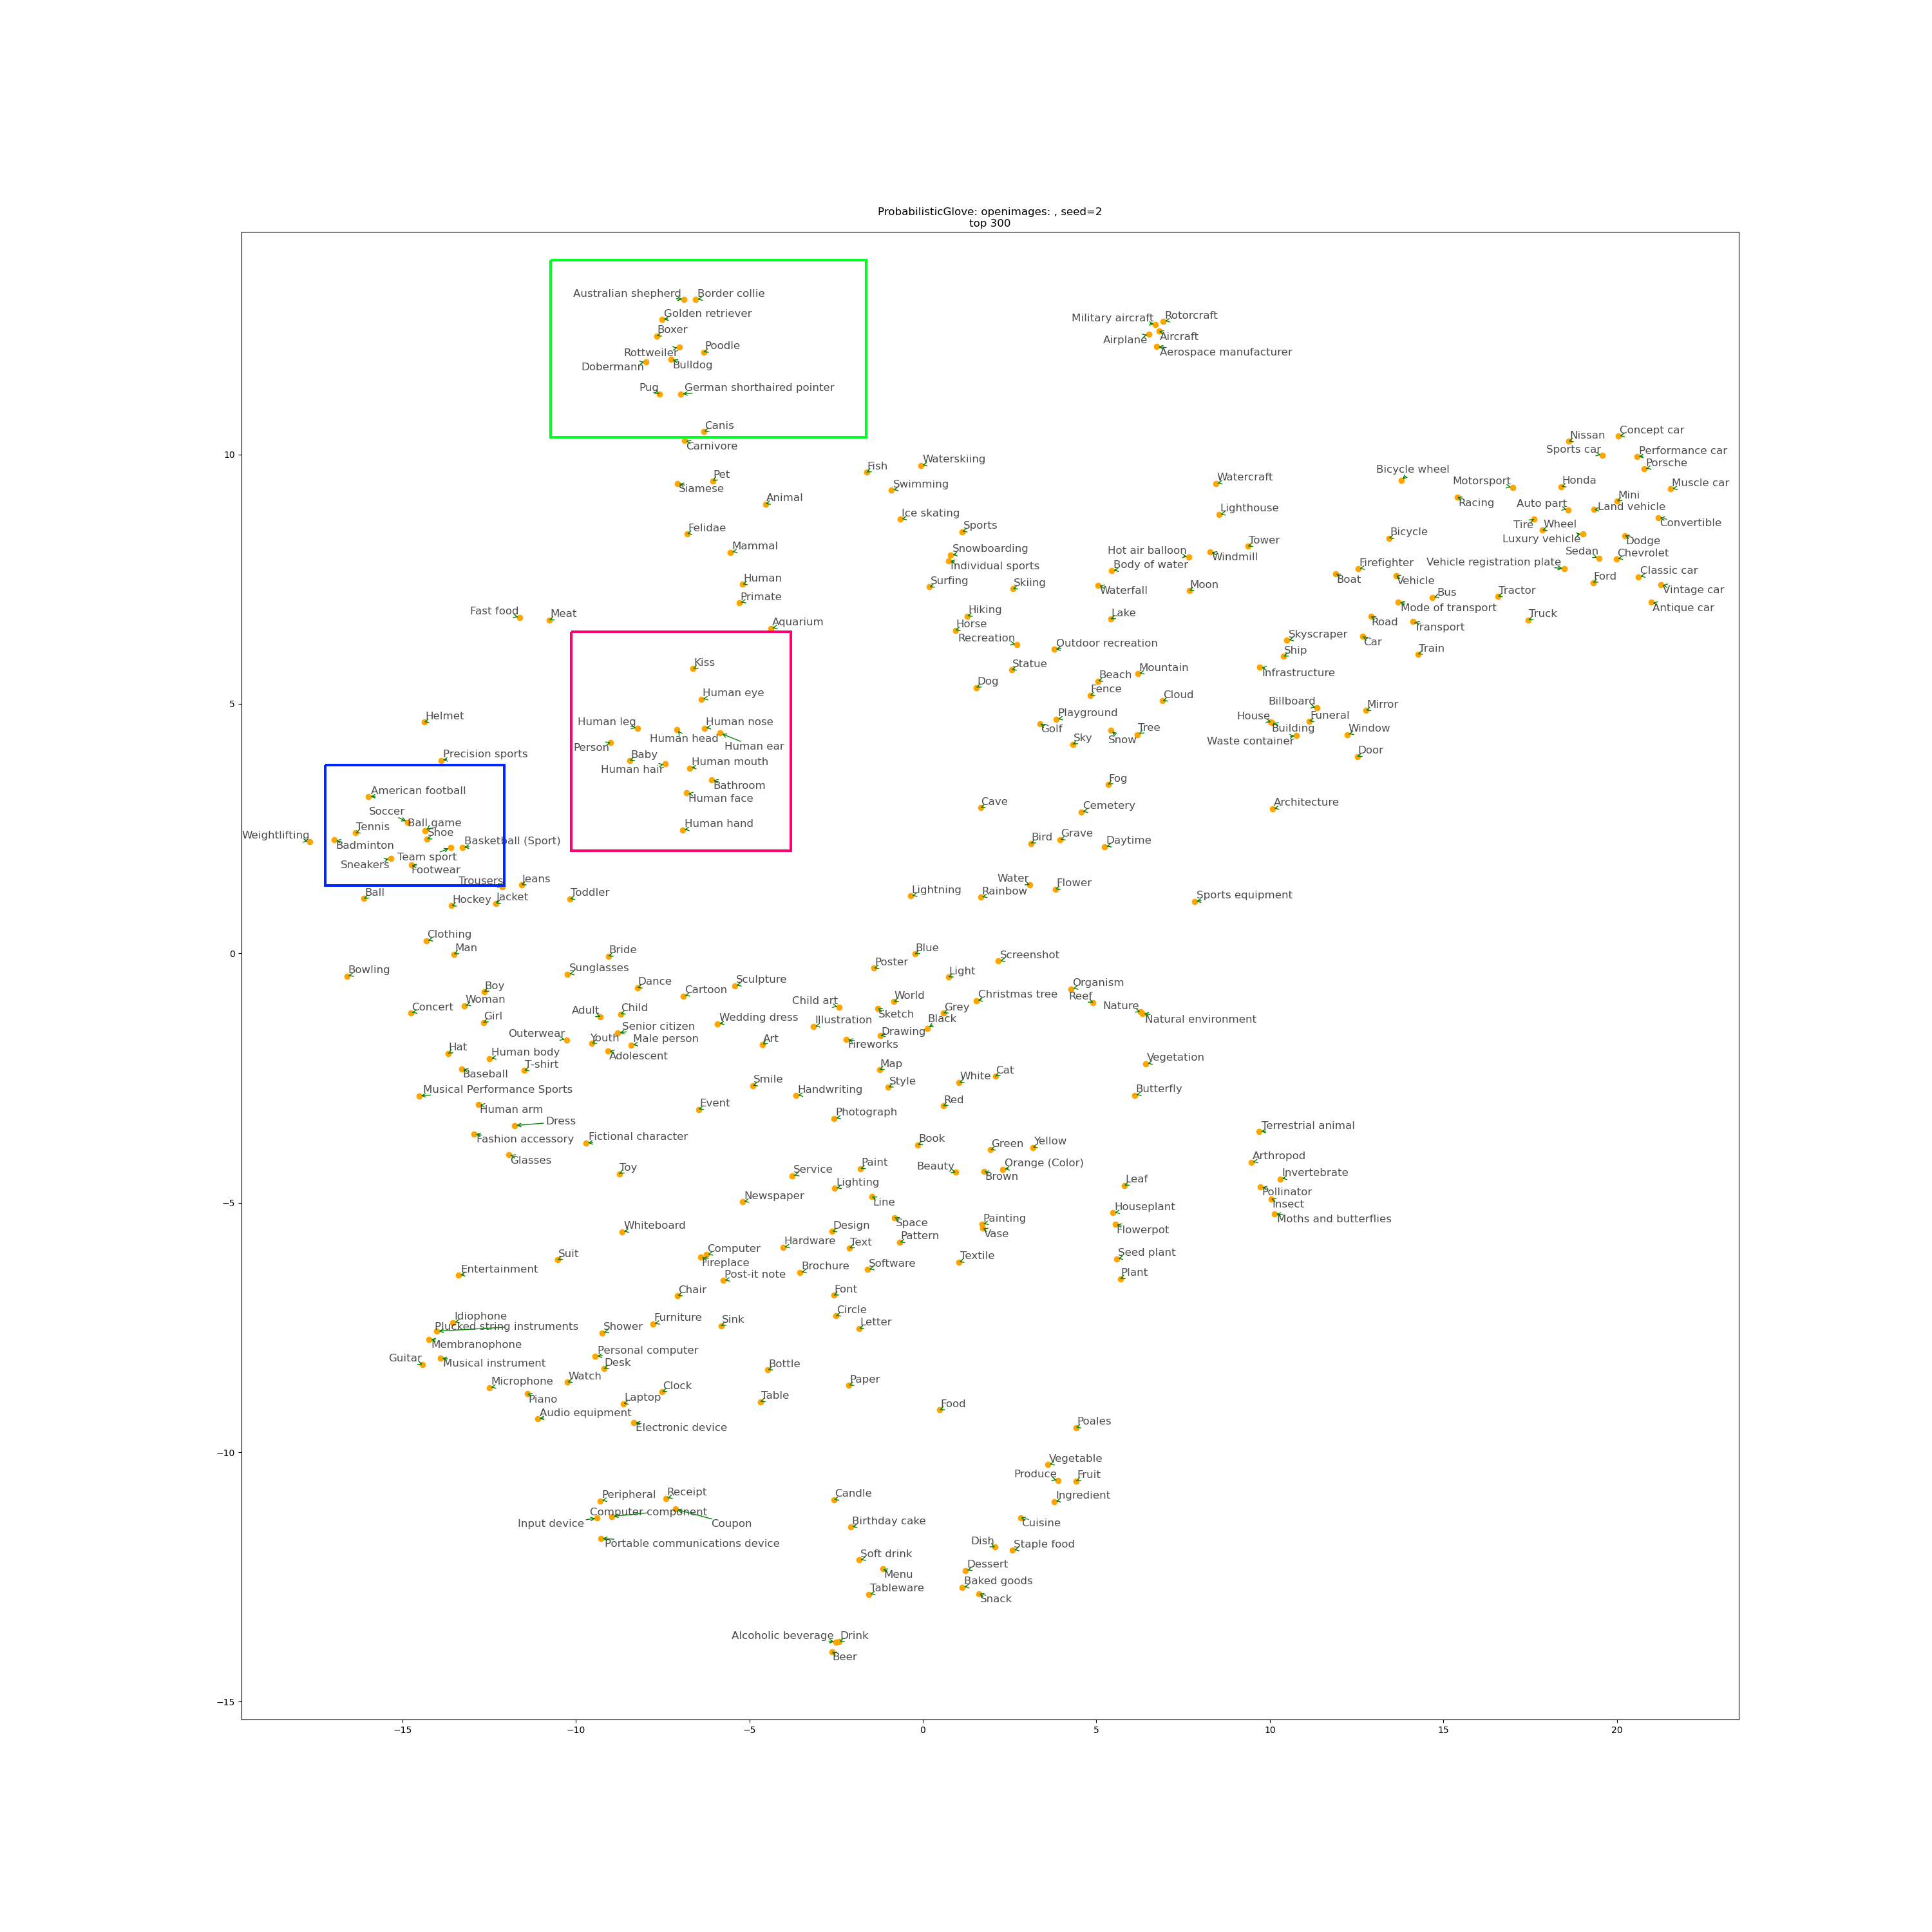 ProbabilisticGlove: openimages: , seed=2
top 300
Australian shepherd
Border collie
Golden retriever
Boxer
Rottweiler
Poodle
Dobermann
Bulldog
Pug
German shorthaired pointer
Canis
Carnivore
Military aircraft
Rotorcraft
Airplane
Aircraft
Aerospace manufacturer
Pet
Siamese
Animal
Felidae
Mammal
Human
Primate
Aquarium
Fast food
Meat
Fish
Waterskiing
Swimming
Ice skating
Sports
Snowboarding
Individual sports
Surfing
Skiing
Hiking
Horse
Recreation
Outdoor recreation
Statue
Dog
Watercraft
Lighthouse
Tower
Hot air balloon
Windmill
Body of water
Waterfall
Moon
Lake
Beach
Mountain
Fence
Cloud
Playground
Golf
Sky
Snow
Tree
Fog
Cave
Cemetery
Bird
Grave
Daytime
Water
Flower
Lightning
Rainbow
Sports equipment
Nissan
Concept car
Sports car
Performance car
Porsche
Bicycle wheel
Motorsport
Honda
Muscle car
Racing
Mini
Auto part
Land vehicle
Tire
Wheel
Convertible
Bicycle
Luxury vehicle
Dodge
Sedan
Chevrolet
Firefighter
Vehicle registration plate
Classic car
Boat
Vehicle
Ford
Vintage car
Bus
Tractor
Antique car
Mode of transport
Truck
Road
Transport
Skyscraper
Car
Ship
Train
Infrastructure
Billboard
Mirror
House
Funeral
Building
Window
Waste container
Door
Architecture
Kiss
Human eye
Human leg
Human nose
Human head
Person
Human ear
Baby
Human hair
Human mouth
Bathroom
Human face
Human hand
Helmet
Precision sports
American football
Soccer
Ball game
Tennis
Shoe
Weightlifting
Badminton
Basketball (Sport)
Team sport
Sneakers
Footwear
Trousers
Jeans
Ball
Hockey
Jacket
Toddler
Clothing
Man
Bowling
Bride
Sunglasses
Boy
Dance
Sculpture
Woman
Cartoon
Concert
Girl
Adult
Child
Senior citizen
Outerwear
Youth
Male person
Adolescent
Wedding dress
Hat
Human body
T-shirt
Baseball
Musical Performance Sports
Human arm
Dress
Fashion accessory
Fictional character
Glasses
Toy
Blue
Poster
Screenshot
Light
Organism
Reef
World
Christmas tree
Child art
Sketch
Grey
Nature
Natural environment
Illustration
Black
Drawing
Fireworks
Art
Map
Vegetation
Smile
Style
White
Cat
Handwriting
Butterfly
Event
Red
Photograph
Book
Green
Yellow
Beauty
Orange (Color)
Brown
Paint
Service
Lighting
Line
Leaf
Newspaper
Houseplant
Flowerpot
Whiteboard
Design
Space
Painting
Vase
Pattern
Hardware
Text
Computer
Fireplace
Textile
Software
Seed plant
Plant
Terrestrial animal
Arthropod
Invertebrate
Pollinator
Insect
Moths and butterflies
Suit
Entertainment
Post-it note
Brochure
Chair
Font
Circle
Letter
Furniture
Sink
Shower
Idiophone
Plucked string instruments
Membranophone
Guitar
Musical instrument
Personal computer
Desk
Watch
Microphone
Piano
Clock
Laptop
Audio equipment
Electronic device
Bottle
Paper
Table
Food
Poales
Vegetable
Produce
Fruit
Ingredient
Cuisine
Peripheral
Receipt
Computer component
Input device
Coupon
Portable communications device
Candle
Birthday cake
Dish
Staple food
Soft drink
Dessert
Menu
Baked goods
Tableware
Snack
Alcoholic beverage
Drink
Beer
10
5
0
−5
−10
−15
−15
−10
−5
0
5
10
15
20